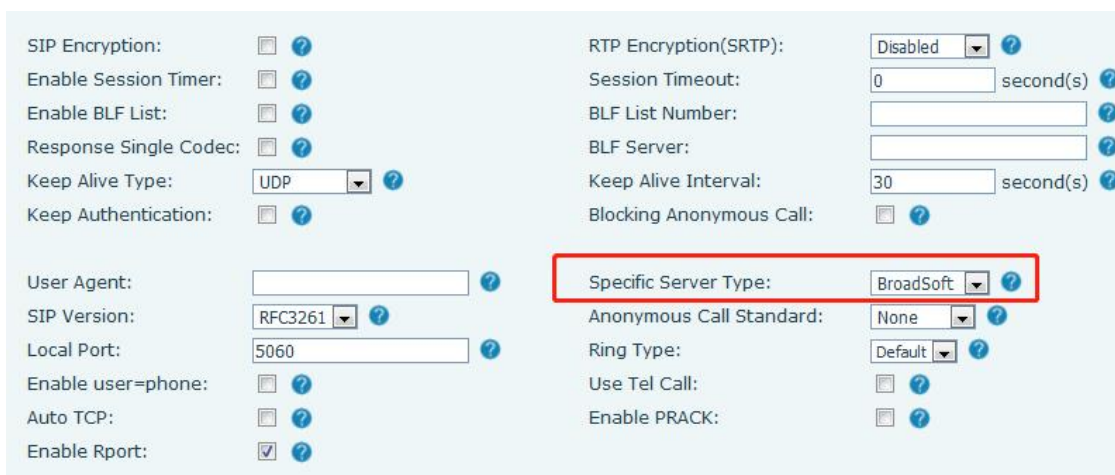 SIP Encryption: ? RTP Encryption(SRTP): Disabled ?
Enable Session Timer: ? Session Timeout: 0 second(s) ?
Enable BLF List: ? BLF List Number: ?
Response Single Codec: ? BLF Server: ?
Keep Alive Type: UDP ? Keep Alive Interval: 30 second(s) ?
Keep Authentication: ? Blocking Anonymous Call: ?
User Agent: ? Specific Server Type: BroadSoft ?
SIP Version: RFC3261 ? Anonymous Call Standard: None ?
Local Port: 5060 ? Ring Type: Default ?
Enable user=phone: ? Use Tel Call: ?
Auto TCP: ? Enable PRACK: ?
Enable Rport: ?